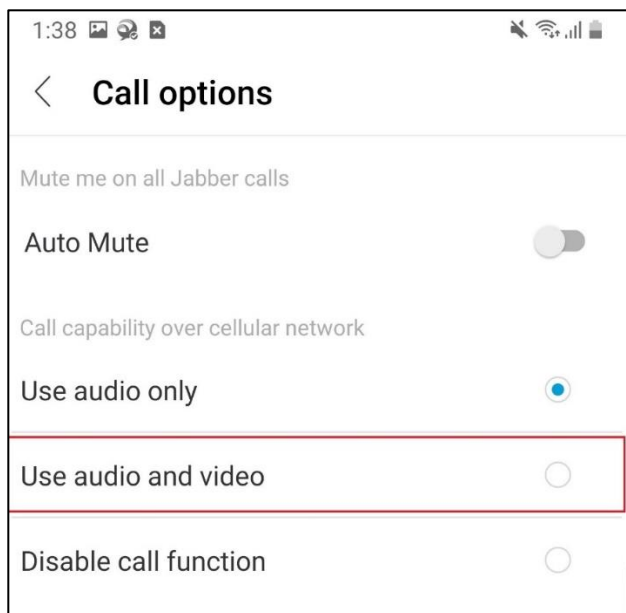 1:38
Call options
Mute me on all Jabber calls
Auto Mute
Call capability over cellular network
Use audio only
Use audio and video
Disable call function